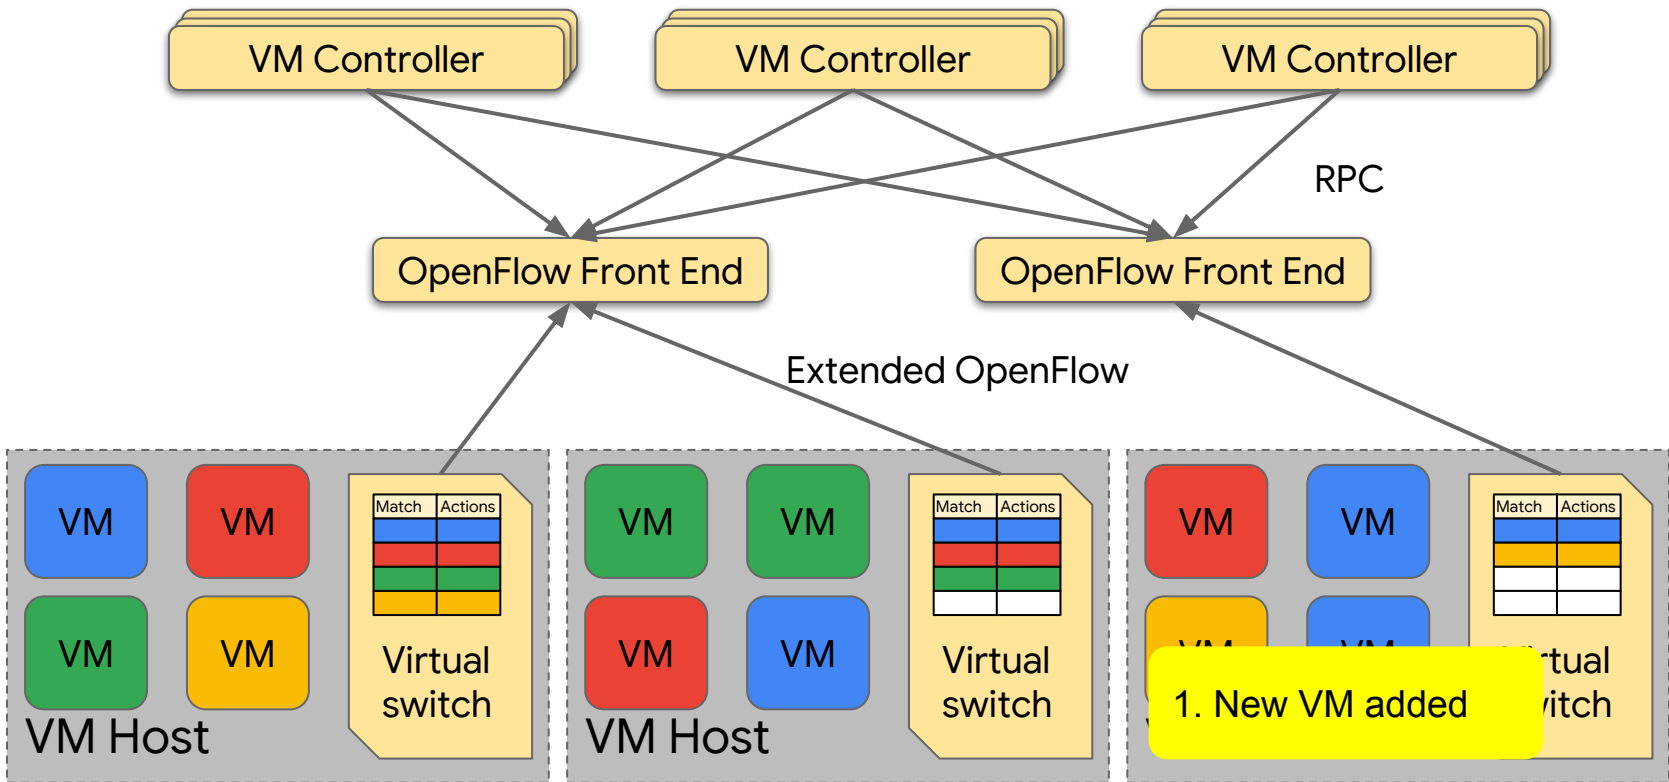 VM Controller
VM Controller
VM Controller
RPC
OpenFlow Front End
OpenFlow Front End
Extended OpenFlow
VM
VM
VM
VM
VM Host
Match Actions
Virtual
switch
VM
VM
VM
VM
VM Host
Match Actions
Virtual
switch
VM
VM
VM
VM
Match Actions
1. New VM added